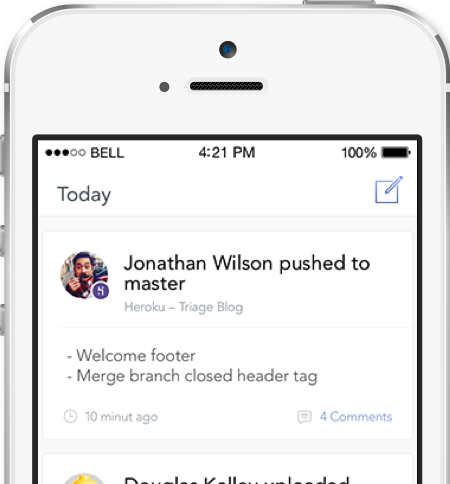 BELL 4:21 PM 100%
Today
Jonathan Wilson pushed to
master
Heroku – Triage Blog
- Welcome footer
- Merge branch closed header tag
10 minut ago 4 Comments
Douglas Kelley uploaded